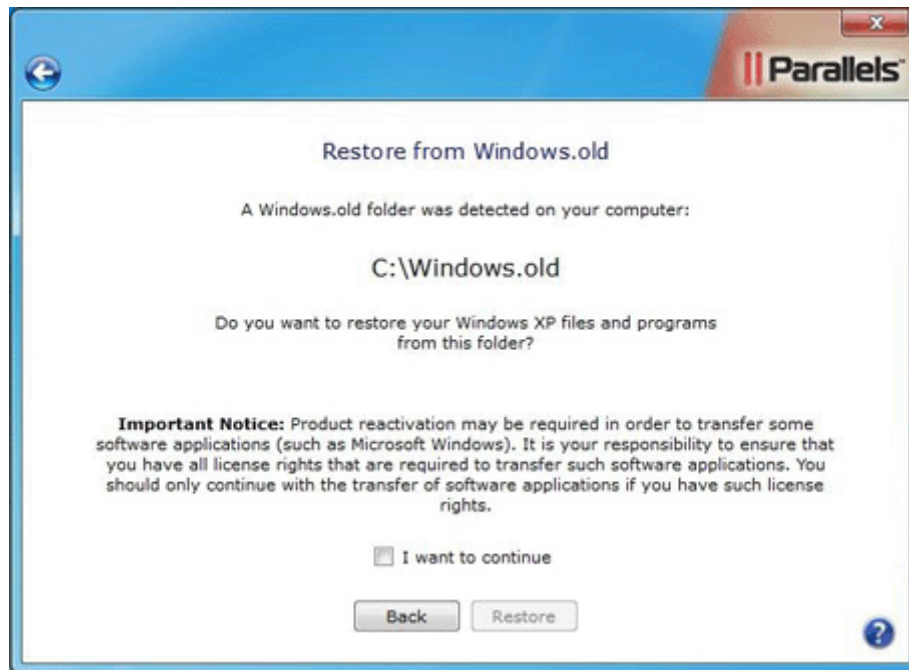 Parallels™
Restore from Windows.old
A Windows.old folder was detected on your computer:
C:\Windows.old
Do you want to restore your Windows XP files and programs
from this folder?
Important Notice: Product reactivation may be required in order to transfer some
software applications (such as Microsoft Windows). It is your responsibility to ensure that
you have all license rights that are required to transfer such software applications. You
should only continue with the transfer of software applications if you have such license
rights.
I want to continue
Back Restore
?